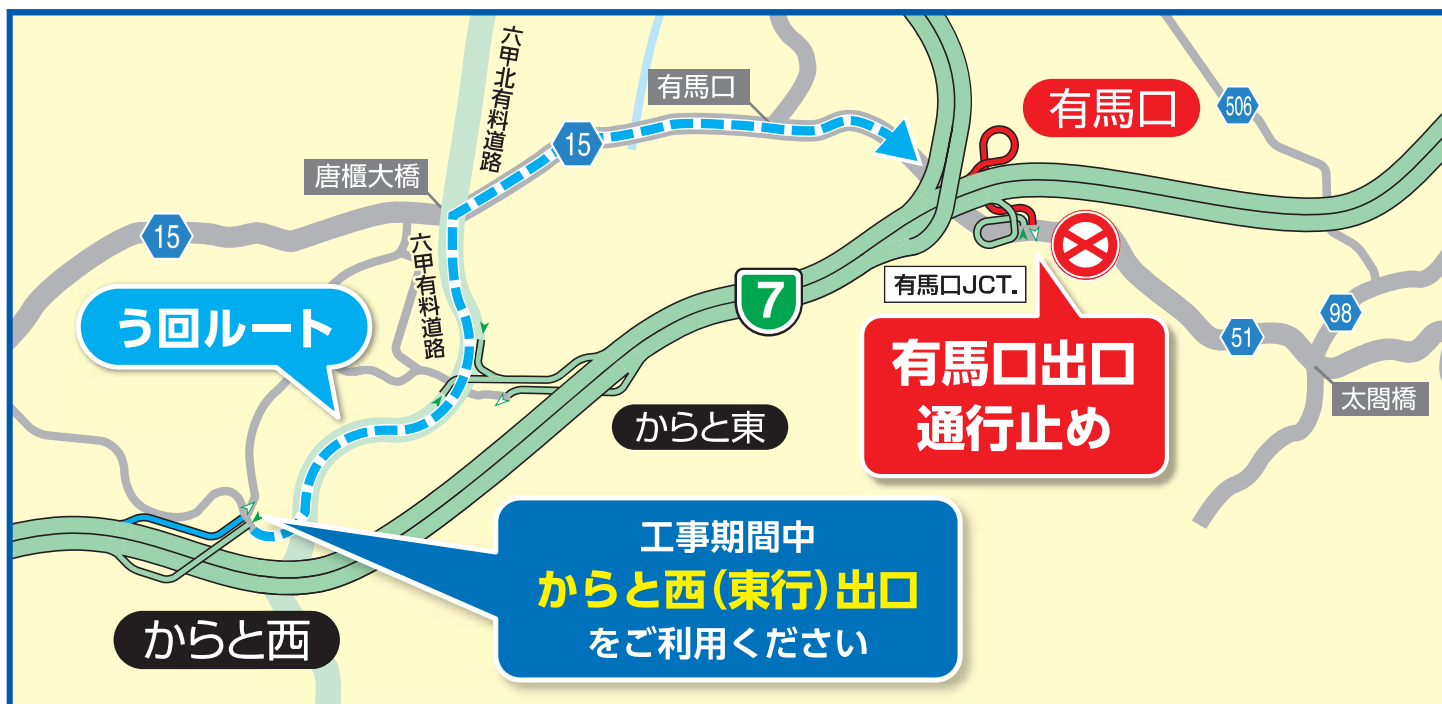 六甲北有料道路
有馬口
有馬口
506
15
唐櫃大橋
15
六甲有料道路
有馬口JCT.
7
う回ルート
有馬口出口
通行止め
51
98
太閤橋
からと東
工事期間中
からと西(東行)出口
をご利用ください
からと西